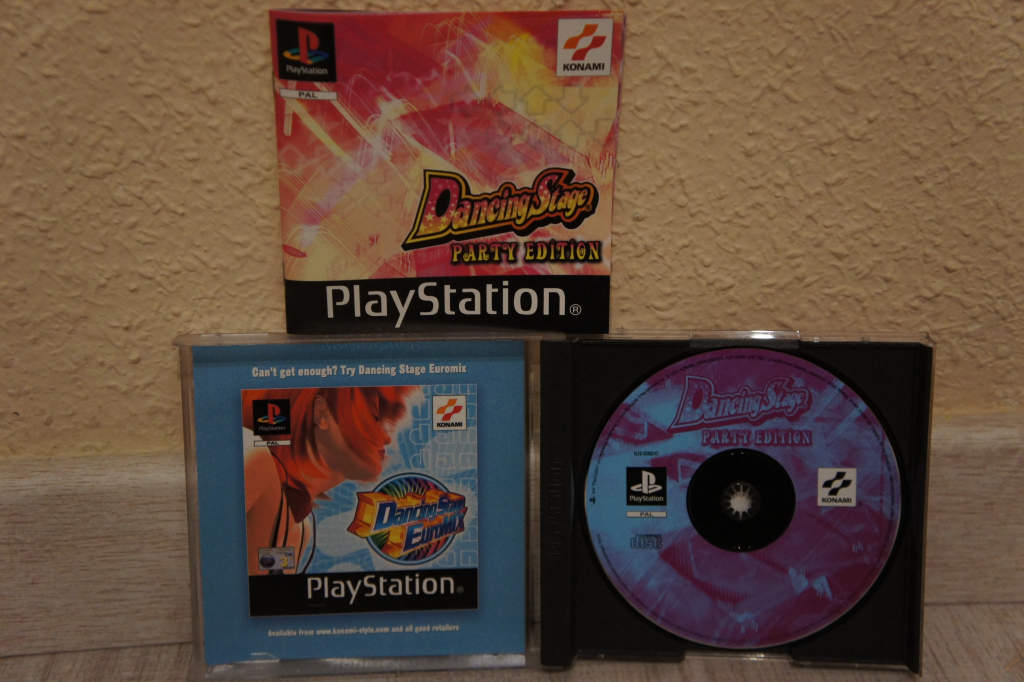 PlayStation
PAL
KONAMI
Dancing Stage
PARTY EDITION
PlayStation®
Can't get enough? Try Dancing Stage Euromix
PlayStation
PAL
KONAMI
Dancing Stage
EuroMiX
PlayStation®
Available from www.konami-style.com and all good retailers
Dancing Stage
PARTY EDITION
PlayStation
PAL
KONAMI
disc